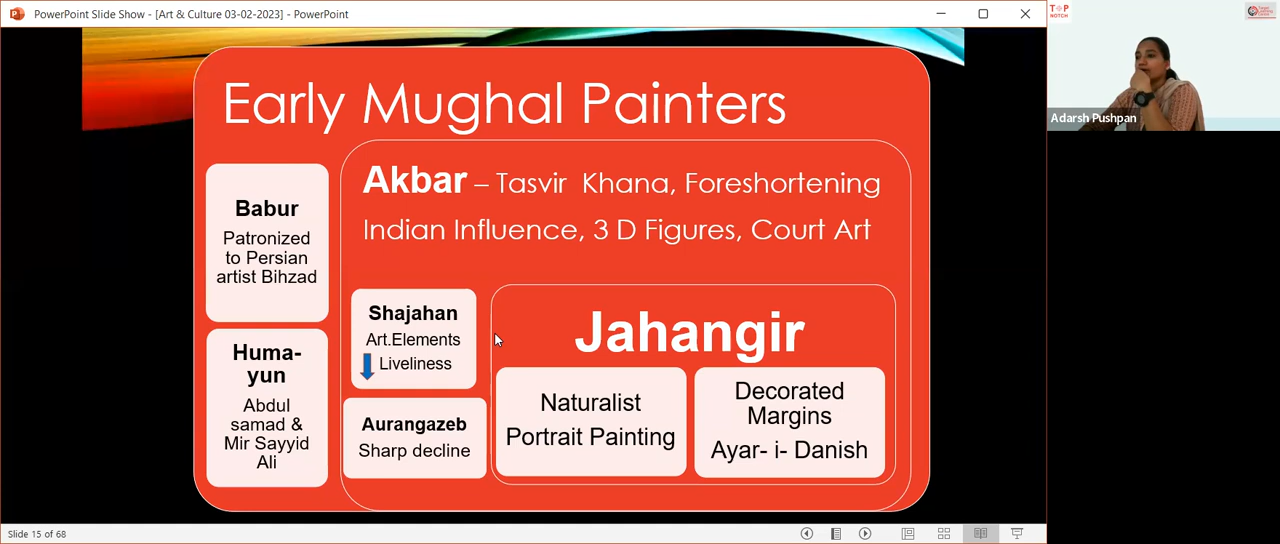 PowerPoint Slide Show - [Art & Culture 03-02-2023] - PowerPoint
T P
NOTCH
Adarsh Pushpan
Early Mughal Painters
Babur
Patronized
to Persian
artist Bihzad
Huma-
yun
Abdul
samad &
Mir Sayyid
Ali
Akbar – Tasvir Khana, Foreshortening
Indian Influence, 3 D Figures, Court Art
Shajahan
Art.Elements
Liveliness
Aurangazeb
Sharp decline
Jahangir
Naturalist
Portrait Painting
Decorated
Margins
Ayar- i- Danish
Slide 15 of 68